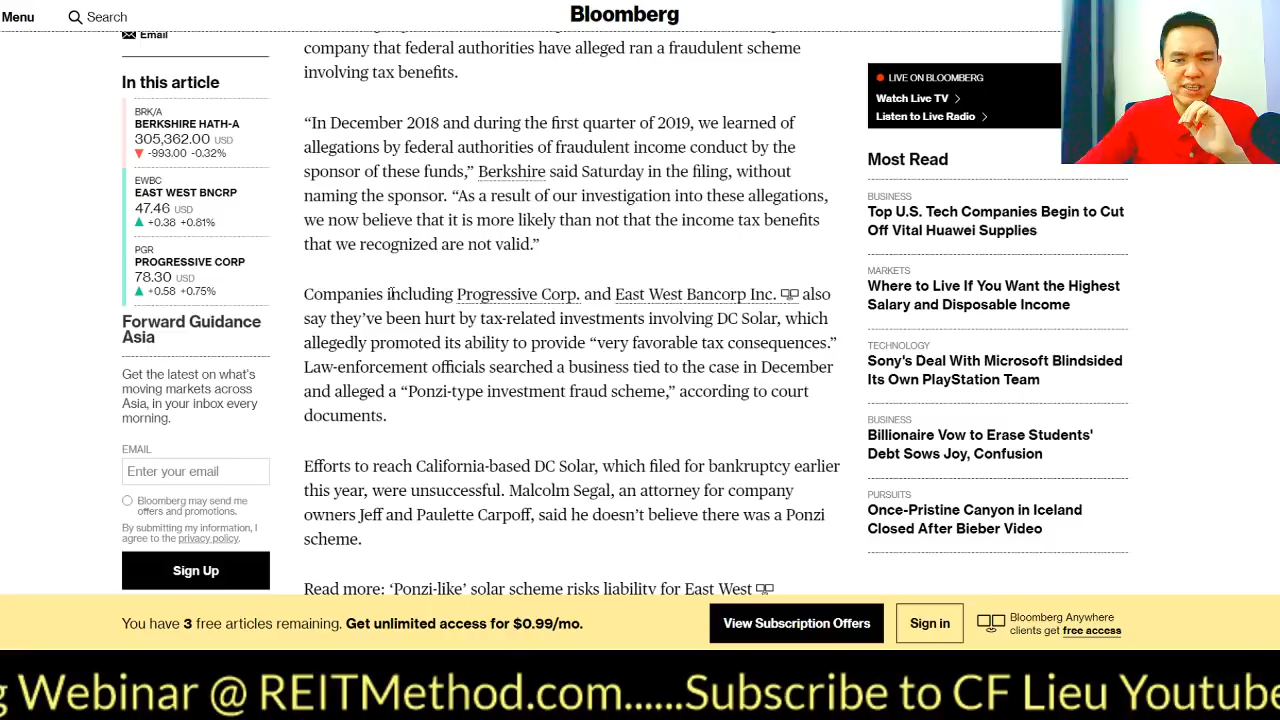 Menu
Search
Bloomberg
Email
In this article
BRK/A
BERKSHIRE HATH-A
305,362.00 USD
-993.00 -0.32%
EWBC
EAST WEST BNCRP
47.46 USD
+0.38 +0.81%
PGR
PROGRESSIVE CORP
78.30 USD
+0.58 +0.75%
Forward Guidance
Asia
Get the latest on what's
moving markets across
Asia, in your inbox every
morning.
EMAIL
Enter your email
Bloomberg may send me
offers and promotions.
By submitting my information, I
agree to the privacy policy.
Sign Up
company that federal authorities have alleged ran a fraudulent scheme
involving tax benefits.
“In December 2018 and during the first quarter of 2019, we learned of
allegations by federal authorities of fraudulent income conduct by the
sponsor of these funds,” Berkshire said Saturday in the filing, without
naming the sponsor. “As a result of our investigation into these allegations,
we now believe that it is more likely than not that the income tax benefits
that we recognized are not valid.”
Companies including Progressive Corp. and East West Bancorp Inc. also
say they’ve been hurt by tax-related investments involving DC Solar, which
allegedly promoted its ability to provide “very favorable tax consequences.”
Law-enforcement officials searched a business tied to the case in December
and alleged a “Ponzi-type investment fraud scheme,” according to court
documents.
Efforts to reach California-based DC Solar, which filed for bankruptcy earlier
this year, were unsuccessful. Malcolm Segal, an attorney for company
owners Jeff and Paulette Carpoff, said he doesn’t believe there was a Ponzi
scheme.
Read more: ‘Ponzi-like’ solar scheme risks liability for East West
LIVE ON BLOOMBERG
Watch Live TV
Listen to Live Radio
Most Read
BUSINESS
Top U.S. Tech Companies Begin to Cut
Off Vital Huawei Supplies
MARKETS
Where to Live If You Want the Highest
Salary and Disposable Income
TECHNOLOGY
Sony's Deal With Microsoft Blindsided
Its Own PlayStation Team
BUSINESS
Billionaire Vow to Erase Students'
Debt Sows Joy, Confusion
PURSUITS
Once-Pristine Canyon in Iceland
Closed After Bieber Video
You have 3 free articles remaining. Get unlimited access for $0.99/mo.
View Subscription Offers
Sign in
Bloomberg Anywhere
clients get free access
g Webinar @ REITMethod.com......Subscribe to CF Lieu Youtube